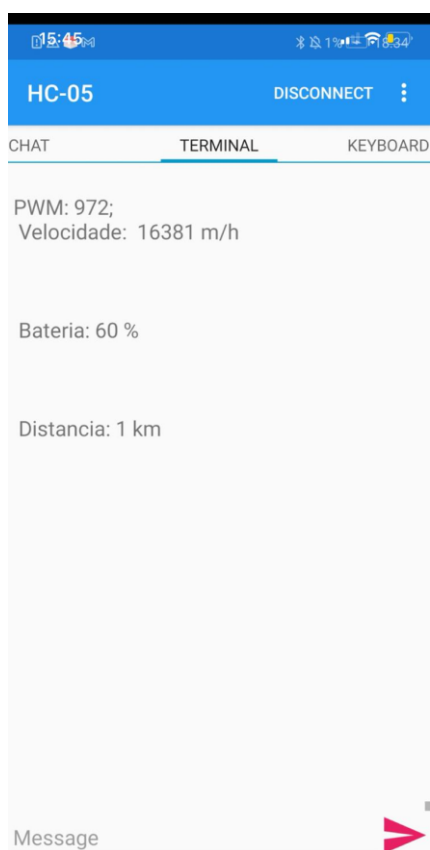 15:45
HC-05 DISCONNECT
CHAT TERMINAL KEYBOARD
PWM: 972;
Velocidade: 16381 m/h
Bateria: 60 %
Distancia: 1 km
Message